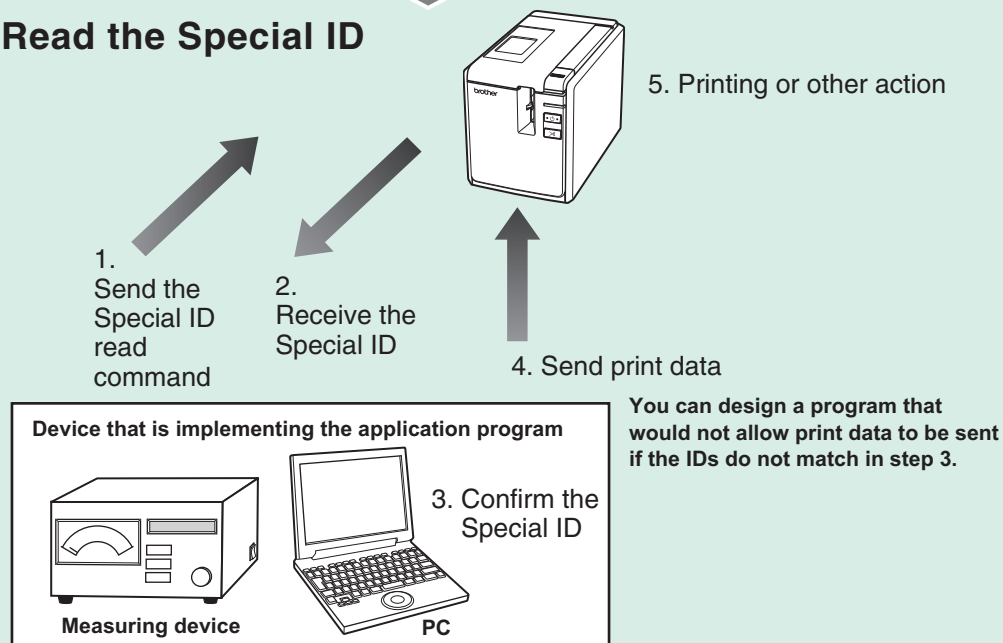 Read the Special ID
brother
5. Printing or other action
1.
Send the
Special ID
read
command
2.
Receive the
Special ID
4. Send print data
You can design a program that
would not allow print data to be sent
if the IDs do not match in step 3.
Device that is implementing the application program
3. Confirm the
Special ID
Measuring device
PC